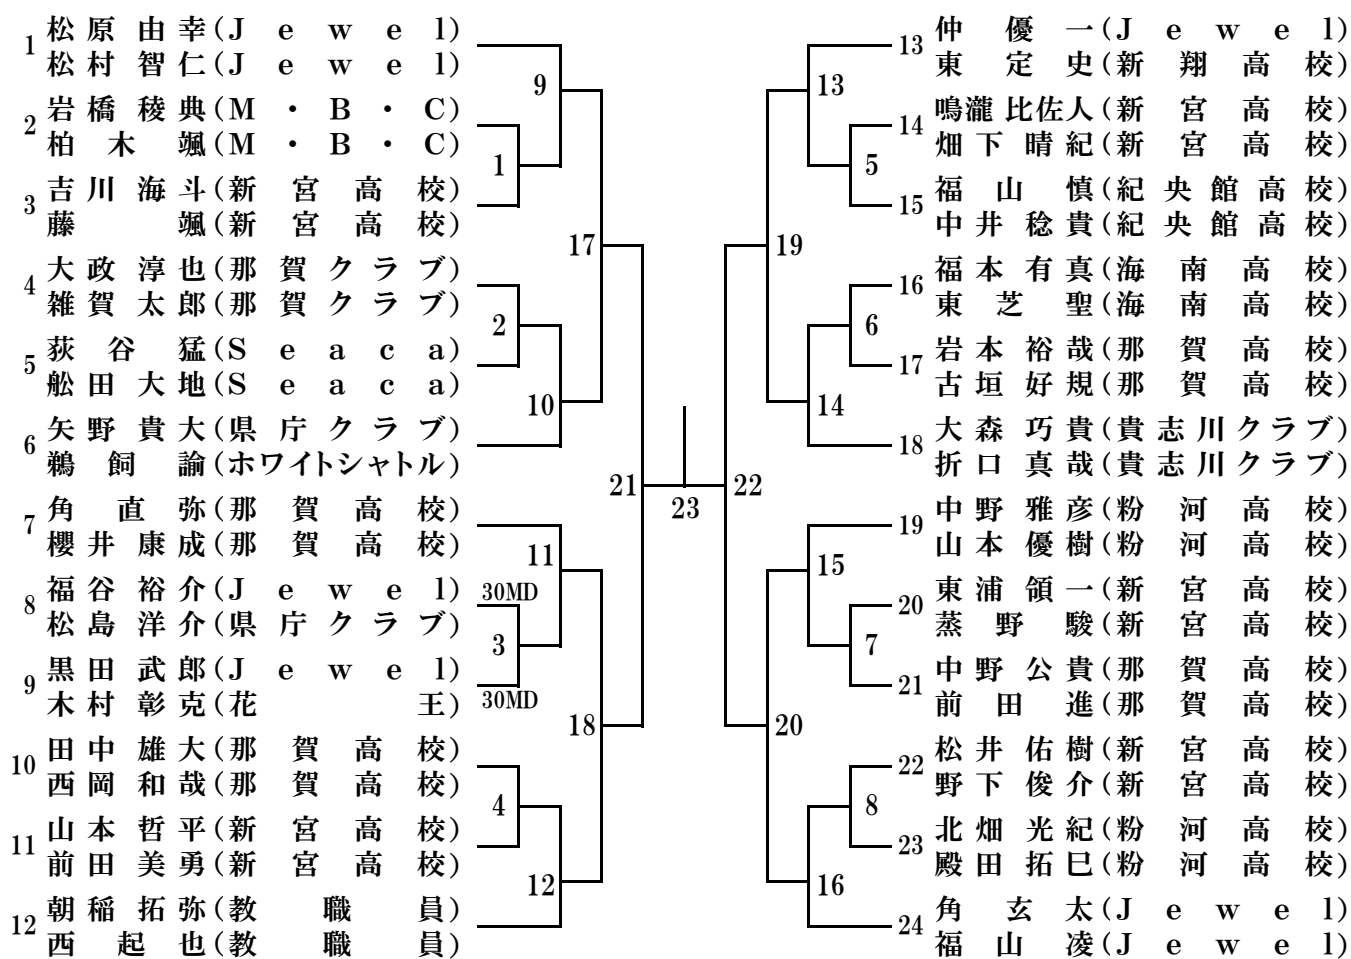 1 松原由幸(Jewel)
松村智仁(Jewel)
2 岩橋稜典(M・B・C)
柏木颯(M・B・C)
3 吉川海斗(新宮高校)
藤颯(新宮高校)
4 大政淳也(那賀クラブ)
雑賀太郎(那賀クラブ)
5 荻谷猛(Seaca)
舩田大地(Seaca)
6 矢野貴大(県庁クラブ)
鵜飼諭(ホワイトシャトル)
7 角直弥(那賀高校)
櫻井康成(那賀高校)
8 福谷裕介(Jewel)
松島洋介(県庁クラブ)
9 黒田武郎(Jewel)
木村彰克(花王)
10 田中雄大(那賀高校)
西岡和哉(那賀高校)
11 山本哲平(新宮高校)
前田美勇(新宮高校)
12 朝稲拓弥(教職員)
西起也(教職員)
9
1
17
2
10
21
11
30MD
3
30MD
18
4
12
23
13
5
19
6
14
22
15
7
20
8
16
13 仲優一(Jewel)
東定史(新翔高校)
14 鳴瀧比佐人(新宮高校)
畑下晴紀(新宮高校)
15 福山慎(紀央館高校)
中井稔貴(紀央館高校)
16 福本有真(海南高校)
東芝聖(海南高校)
17 岩本裕哉(那賀高校)
古垣好規(那賀高校)
18 大森巧貴(貴志川クラブ)
折口真哉(貴志川クラブ)
19 中野雅彦(粉河高校)
山本優樹(粉河高校)
20 東浦領一(新宮高校)
蒸野駿(新宮高校)
21 中野公貴(那賀高校)
前田進(那賀高校)
22 松井佑樹(新宮高校)
野下俊介(新宮高校)
23 北畑光紀(粉河高校)
殿田拓巳(粉河高校)
24 角玄太(Jewel)
福山凌(Jewel)